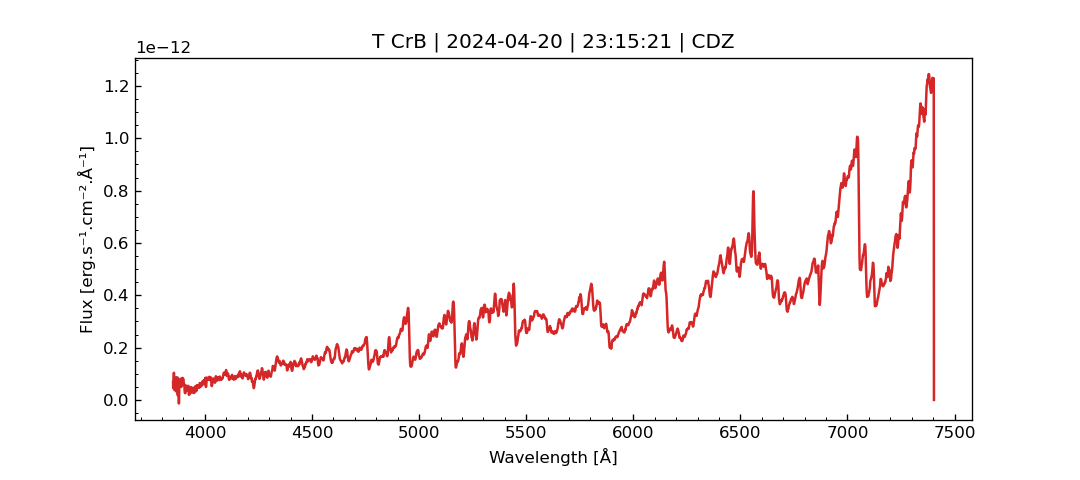 T CrB | 2024-04-20 | 23:15:21 | CDZ
1e−12
1.2
1.0
0.8
0.6
0.4
0.2
0.0
Flux [erg.s⁻¹.cm⁻².Å⁻¹]
4000 4500 5000 5500 6000 6500 7000 7500
Wavelength [Å]